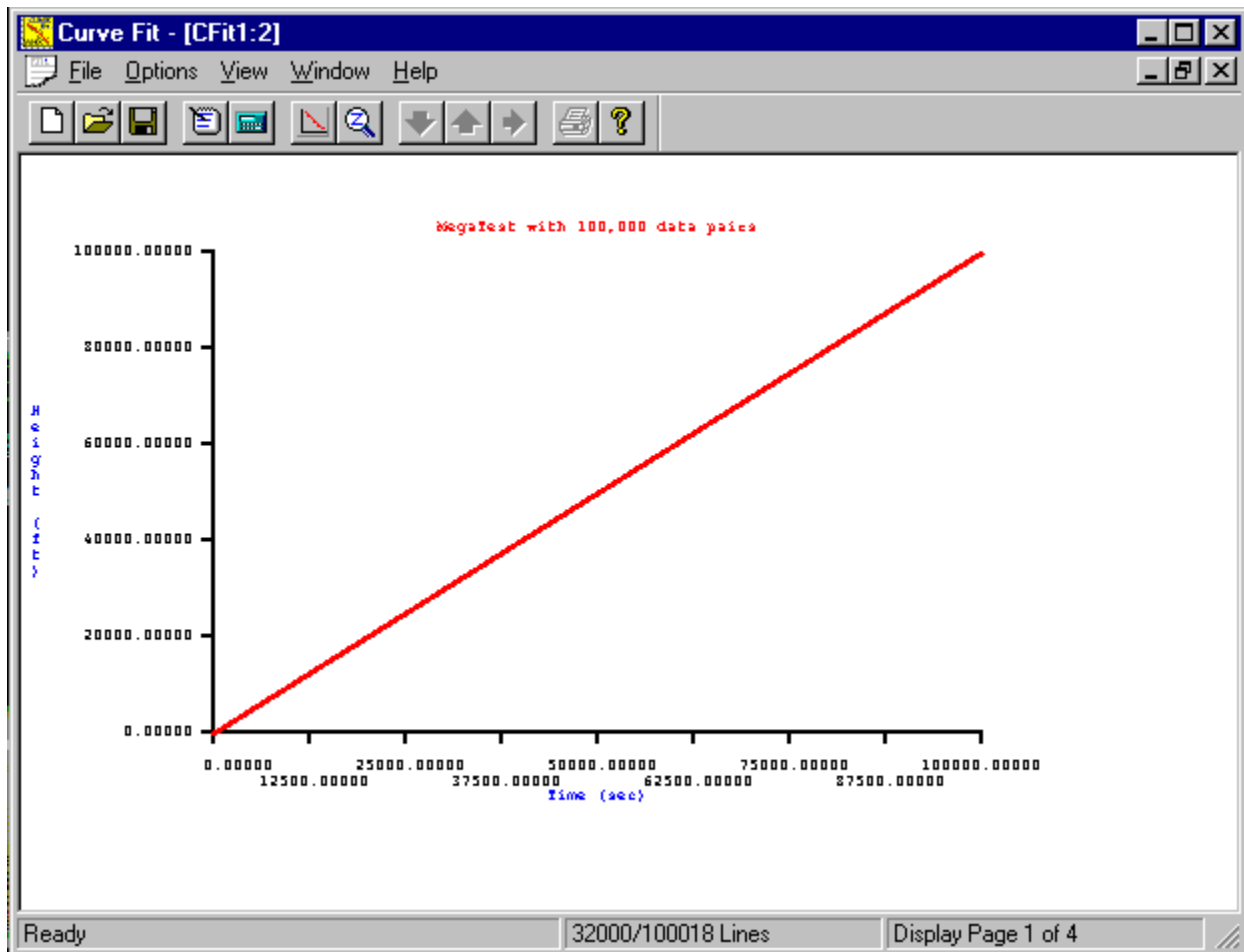 Curve Fit - [CFit1:2]
File Options View Window Help
MegaTest with 100,000 data pairs
100000.00000
80000.00000
60000.00000
40000.00000
20000.00000
0.00000
Height (ft)
0.00000 25000.00000 50000.00000 75000.00000 100000.00000
12500.00000 37500.00000 62500.00000 87500.00000
Time (sec)
Ready 32000/100018 Lines Display Page 1 of 4